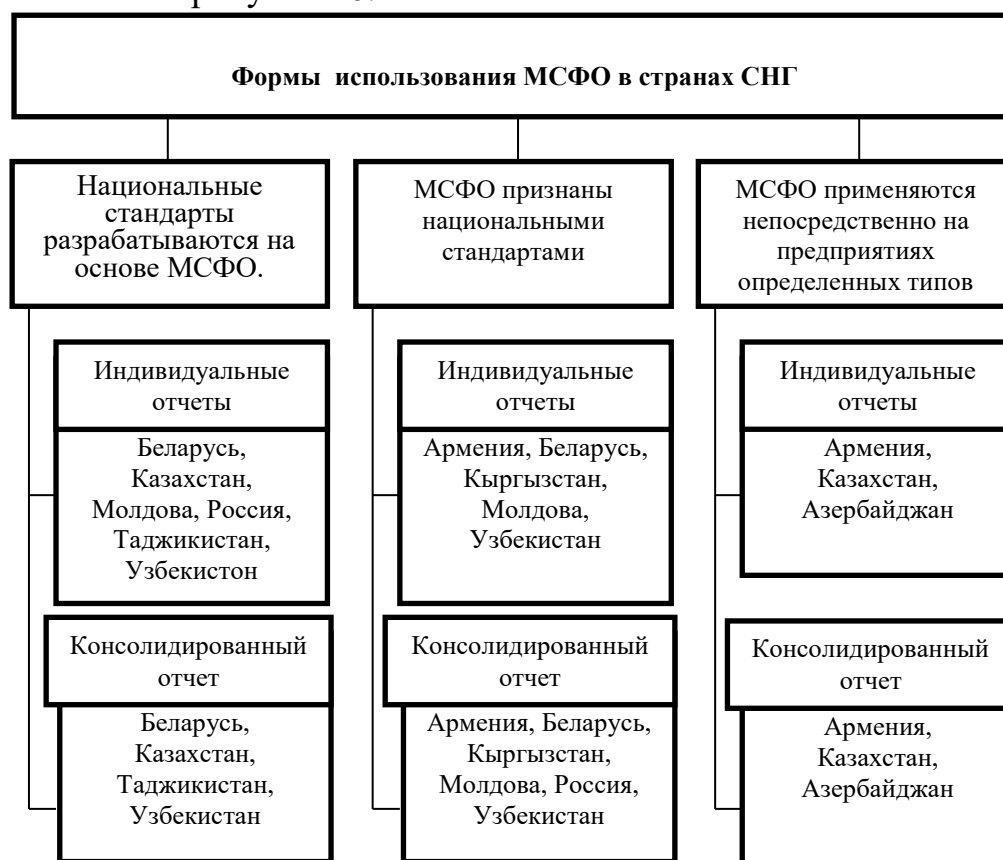 Формы использования МСФО в странах СНГ
Национальные
стандарты
разрабатываются на
основе МСФО.
МСФО признаны
национальными
стандартами
МСФО применяются
непосредственно на
предприятиях
определенных типов
Индивидуальные
отчеты
Беларусь,
Казахстан,
Молдова, Россия,
Таджикистан,
Узбекистон
Индивидуальные
отчеты
Армения, Беларусь,
Кыргызстан,
Молдова,
Узбекистан
Индивидуальные
отчеты
Армения,
Казахстан,
Азербайджан
Консолидированный
отчет
Беларусь,
Казахстан,
Таджикистан,
Узбекистан
Консолидированный
отчет
Армения, Беларусь,
Кыргызстан,
Молдова, Россия,
Узбекистан
Консолидированный
отчет
Армения,
Казахстан,
Азербайджан